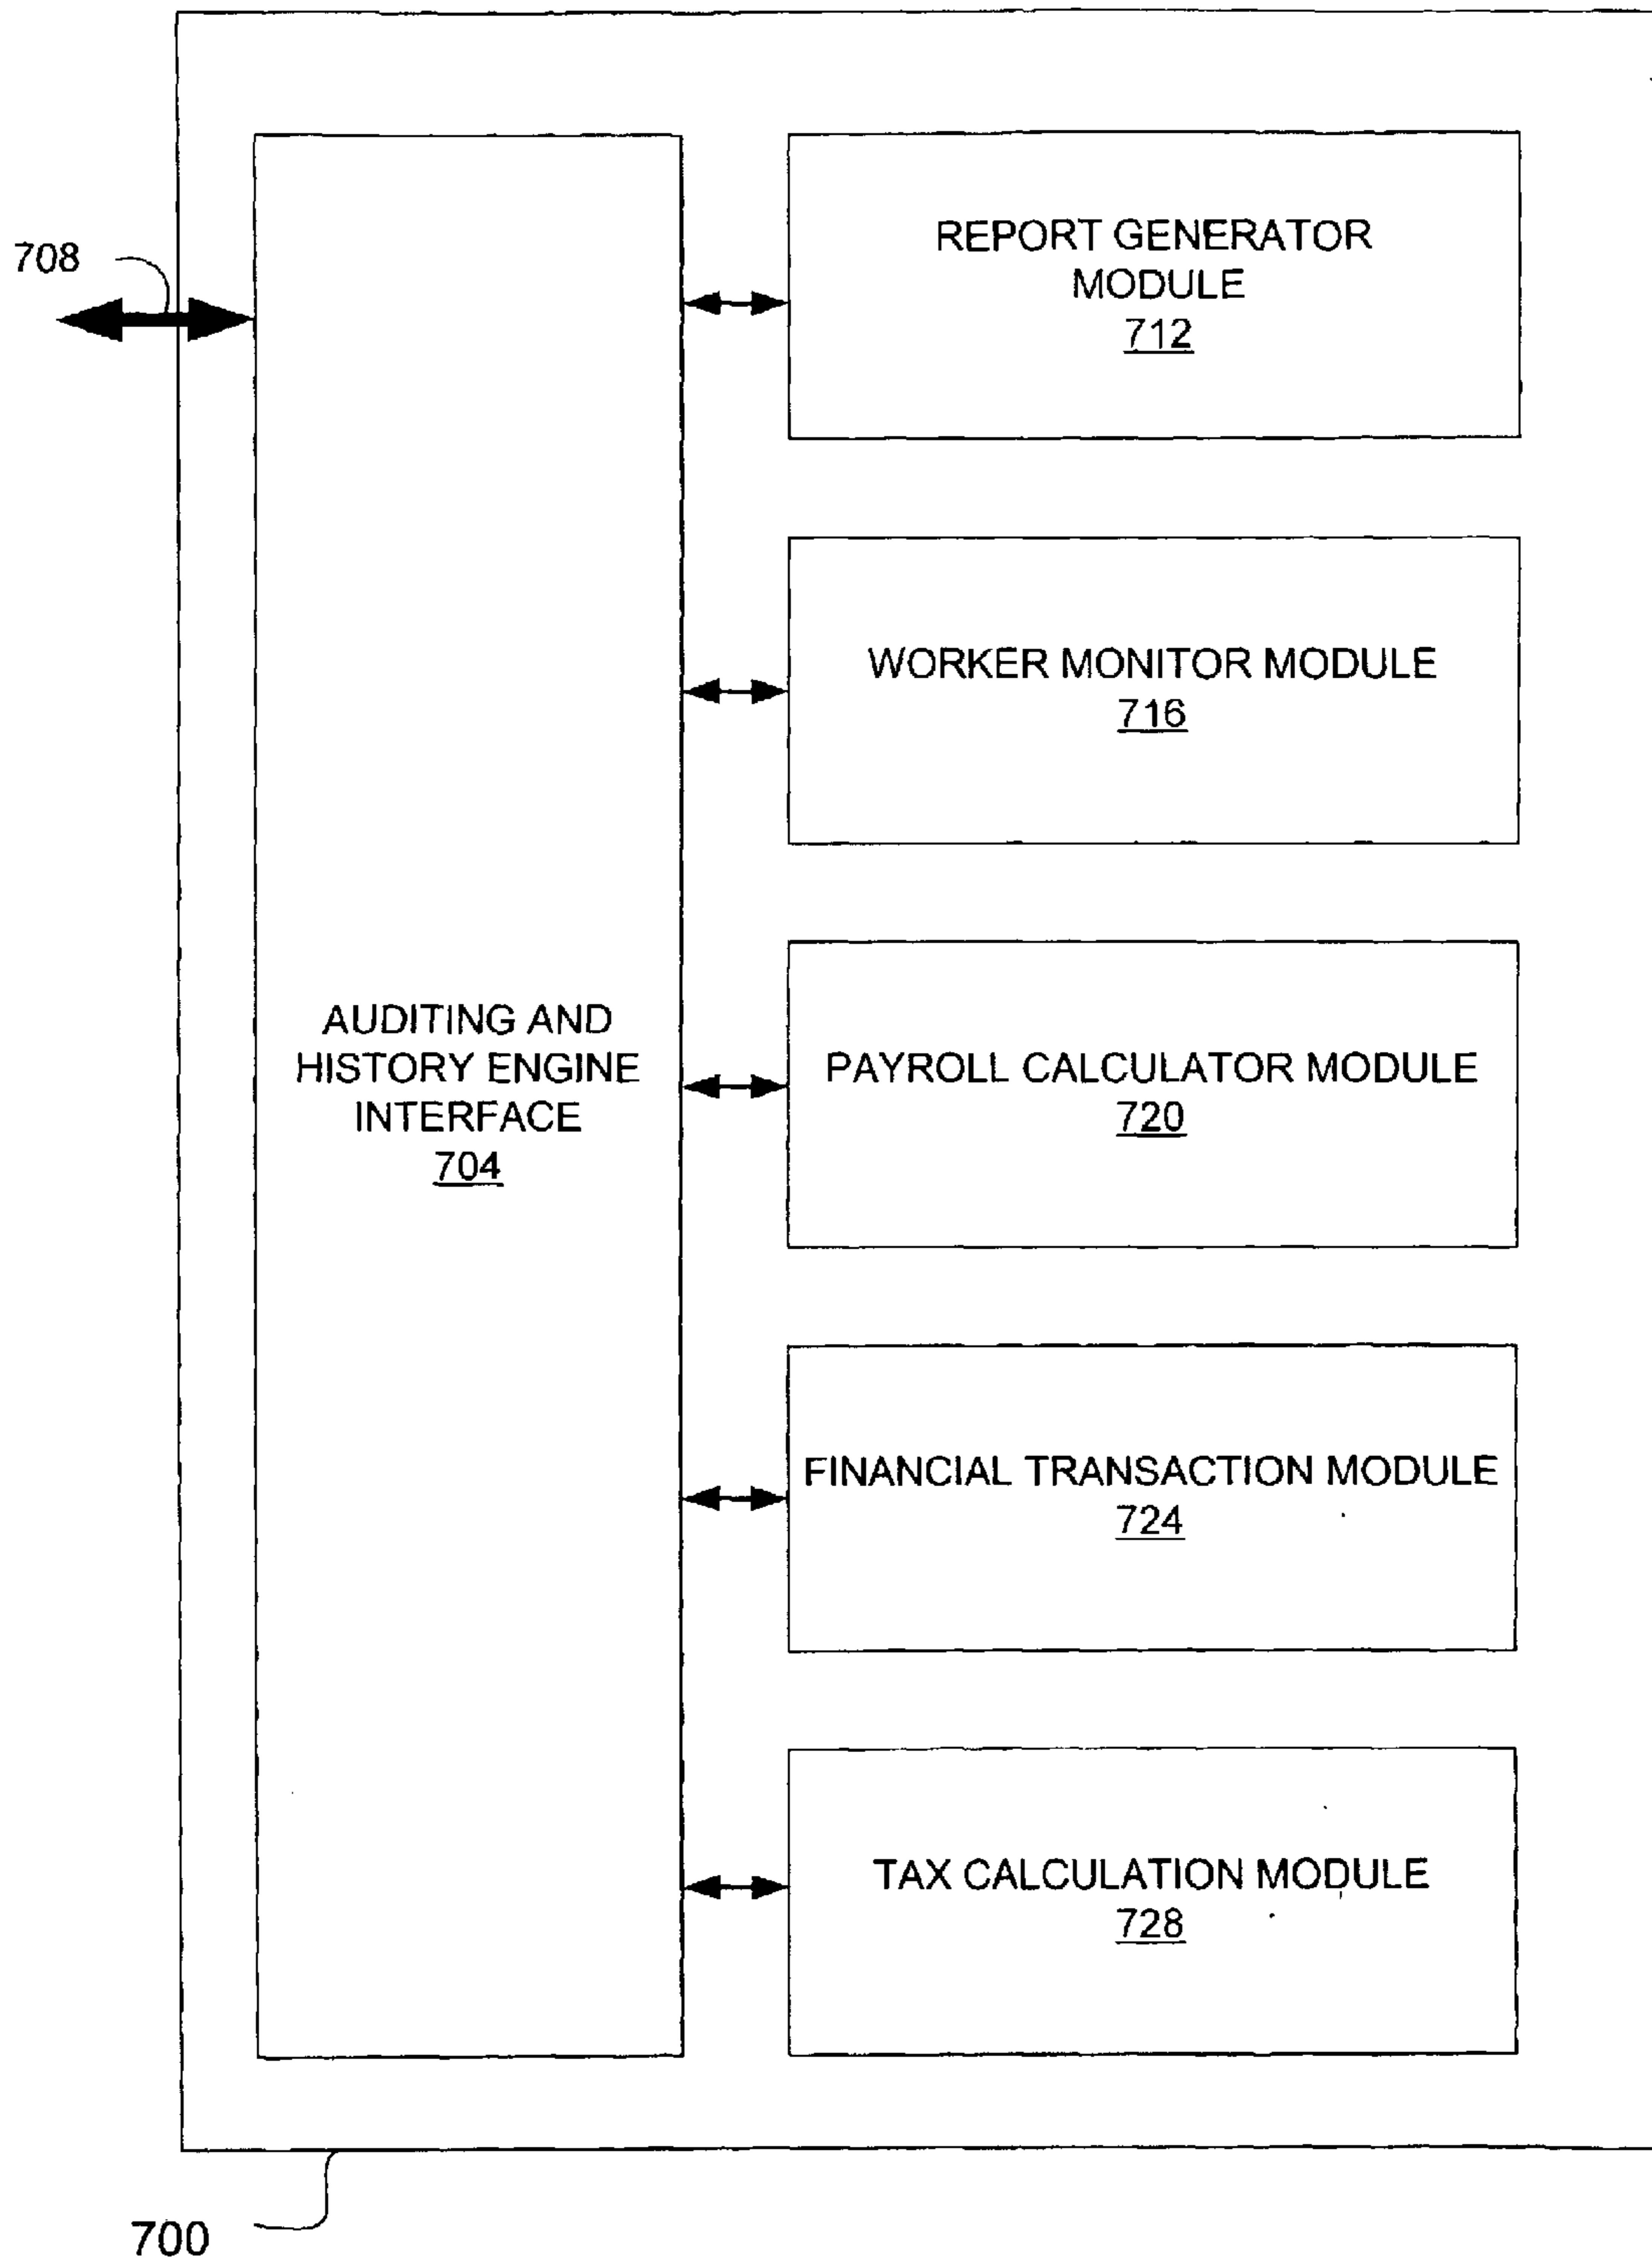 708
REPORT GENERATOR
MODULE
712
WORKER MONITOR MODULE
716
AUDITING AND
HISTORY ENGINE
INTERFACE
704
PAYROLL CALCULATOR MODULE
720
FINANCIAL TRANSACTION MODULE
724
TAX CALCULATION MODULE
728
700